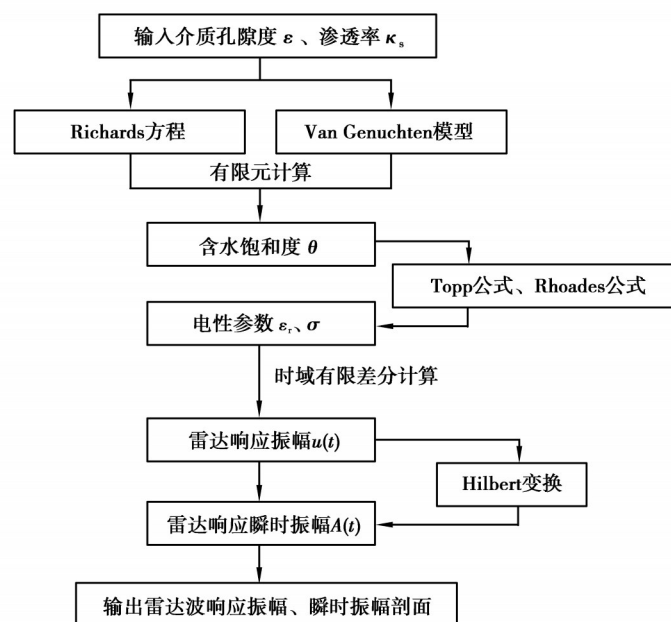 输入介质孔隙度 ε 、渗透率 κs
Richards方程
Van Genuchten模型
有限元计算
含水饱和度 θ
Topp公式、Rhoades公式
电性参数 εr、σ
时域有限差分计算
雷达响应振幅u(t)
Hilbert变换
雷达响应瞬时振幅A(t)
输出雷达波响应振幅、瞬时振幅剖面